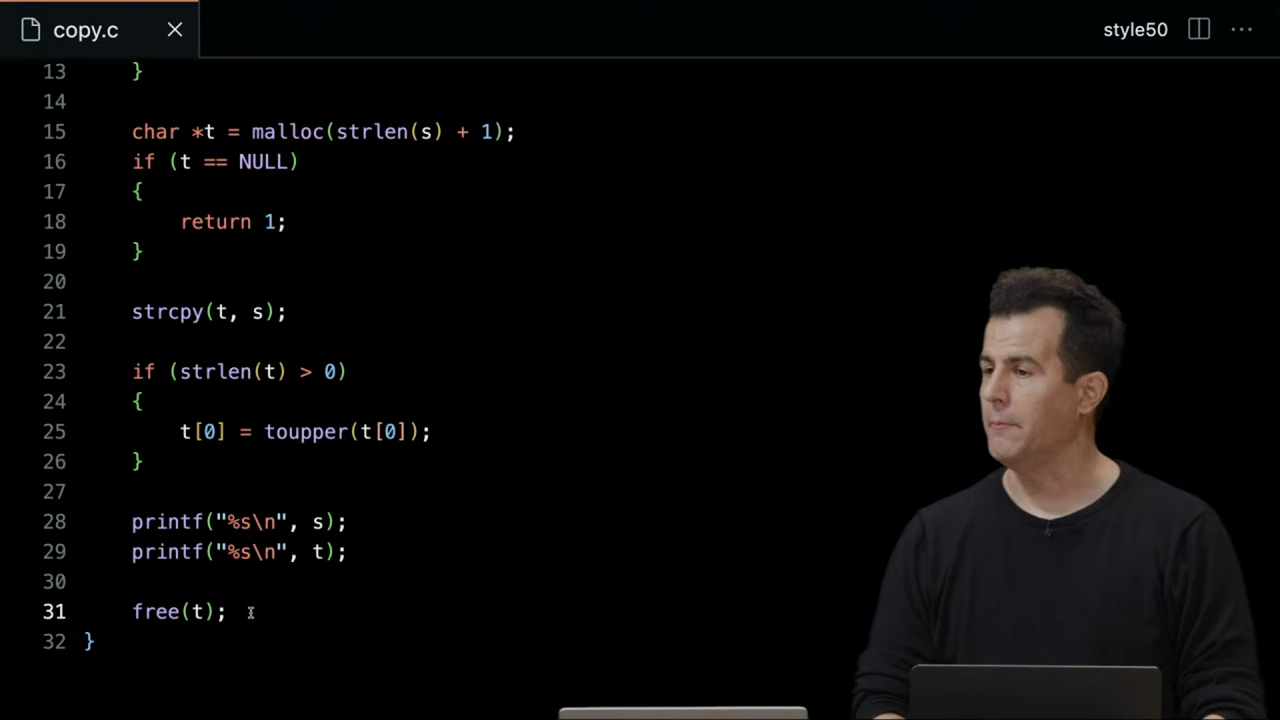 copy.c
style50
13 }
14
15 char *t = malloc(strlen(s) + 1);
16 if (t == NULL)
17 {
18 return 1;
19 }
20
21 strcpy(t, s);
22
23 if (strlen(t) > 0)
24 {
25 t[0] = toupper(t[0]);
26 }
27
28 printf("%s\n", s);
29 printf("%s\n", t);
30
31 free(t);
32 }